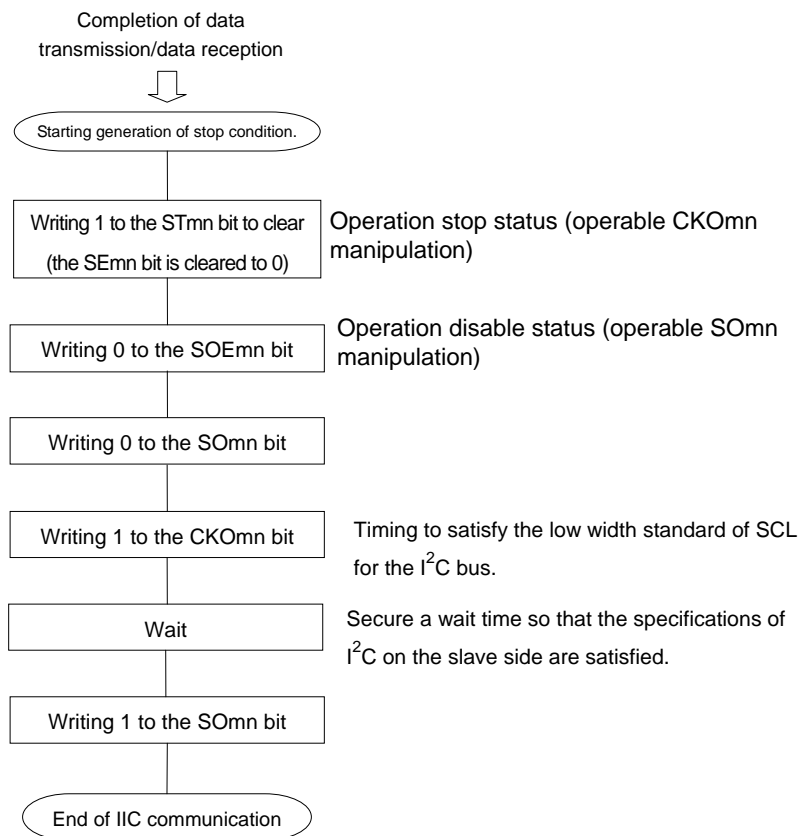 Completion of data
transmission/data reception
Starting generation of stop condition.
Writing 1 to the STmn bit to clear
(the SEmn bit is cleared to 0)
Operation stop status (operable CKOmn
manipulation)
Writing 0 to the SOEmn bit
Operation disable status (operable SOmn
manipulation)
Writing 0 to the SOmn bit
Writing 1 to the CKOmn bit
Timing to satisfy the low width standard of SCL
for the I²C bus.
Wait
Secure a wait time so that the specifications of
I²C on the slave side are satisfied.
Writing 1 to the SOmn bit
End of IIC communication